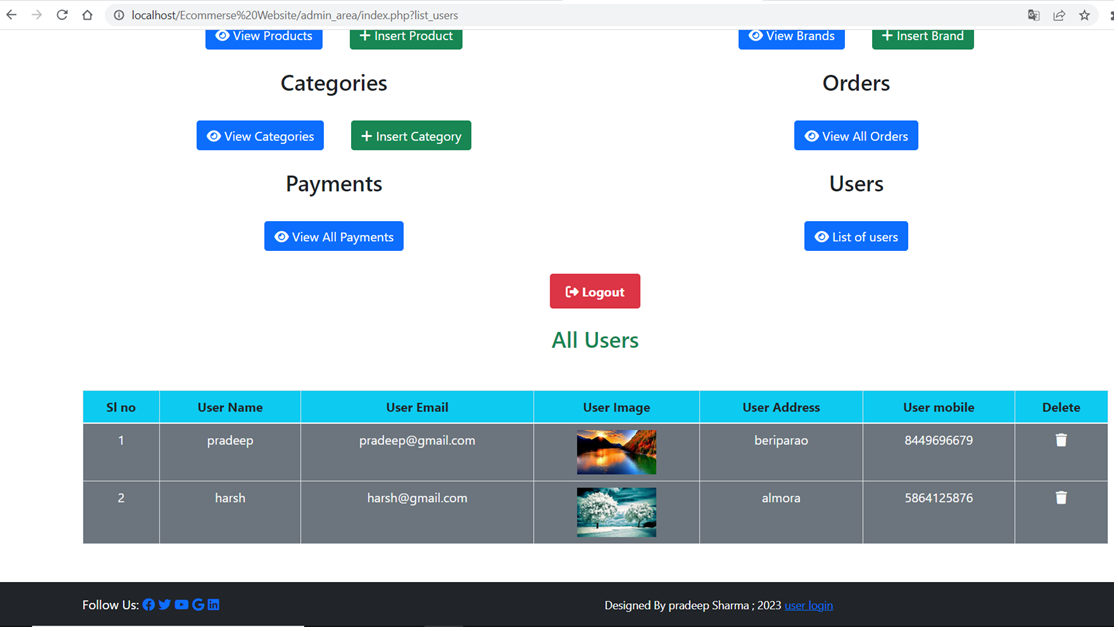 localhost/Ecommerse%20Website/admin_area/index.php?list_users
View Products Insert Product View Brands Insert Brand
Categories Orders
View Categories Insert Category View All Orders
Payments Users
View All Payments List of users
Logout
All Users
Sl no User Name User Email User Image User Address User mobile Delete
1 pradeep pradeep@gmail.com beriparao 8449696679
2 harsh harsh@gmail.com almora 5864125876
Follow Us: Designed By pradeep Sharma ; 2023 user login